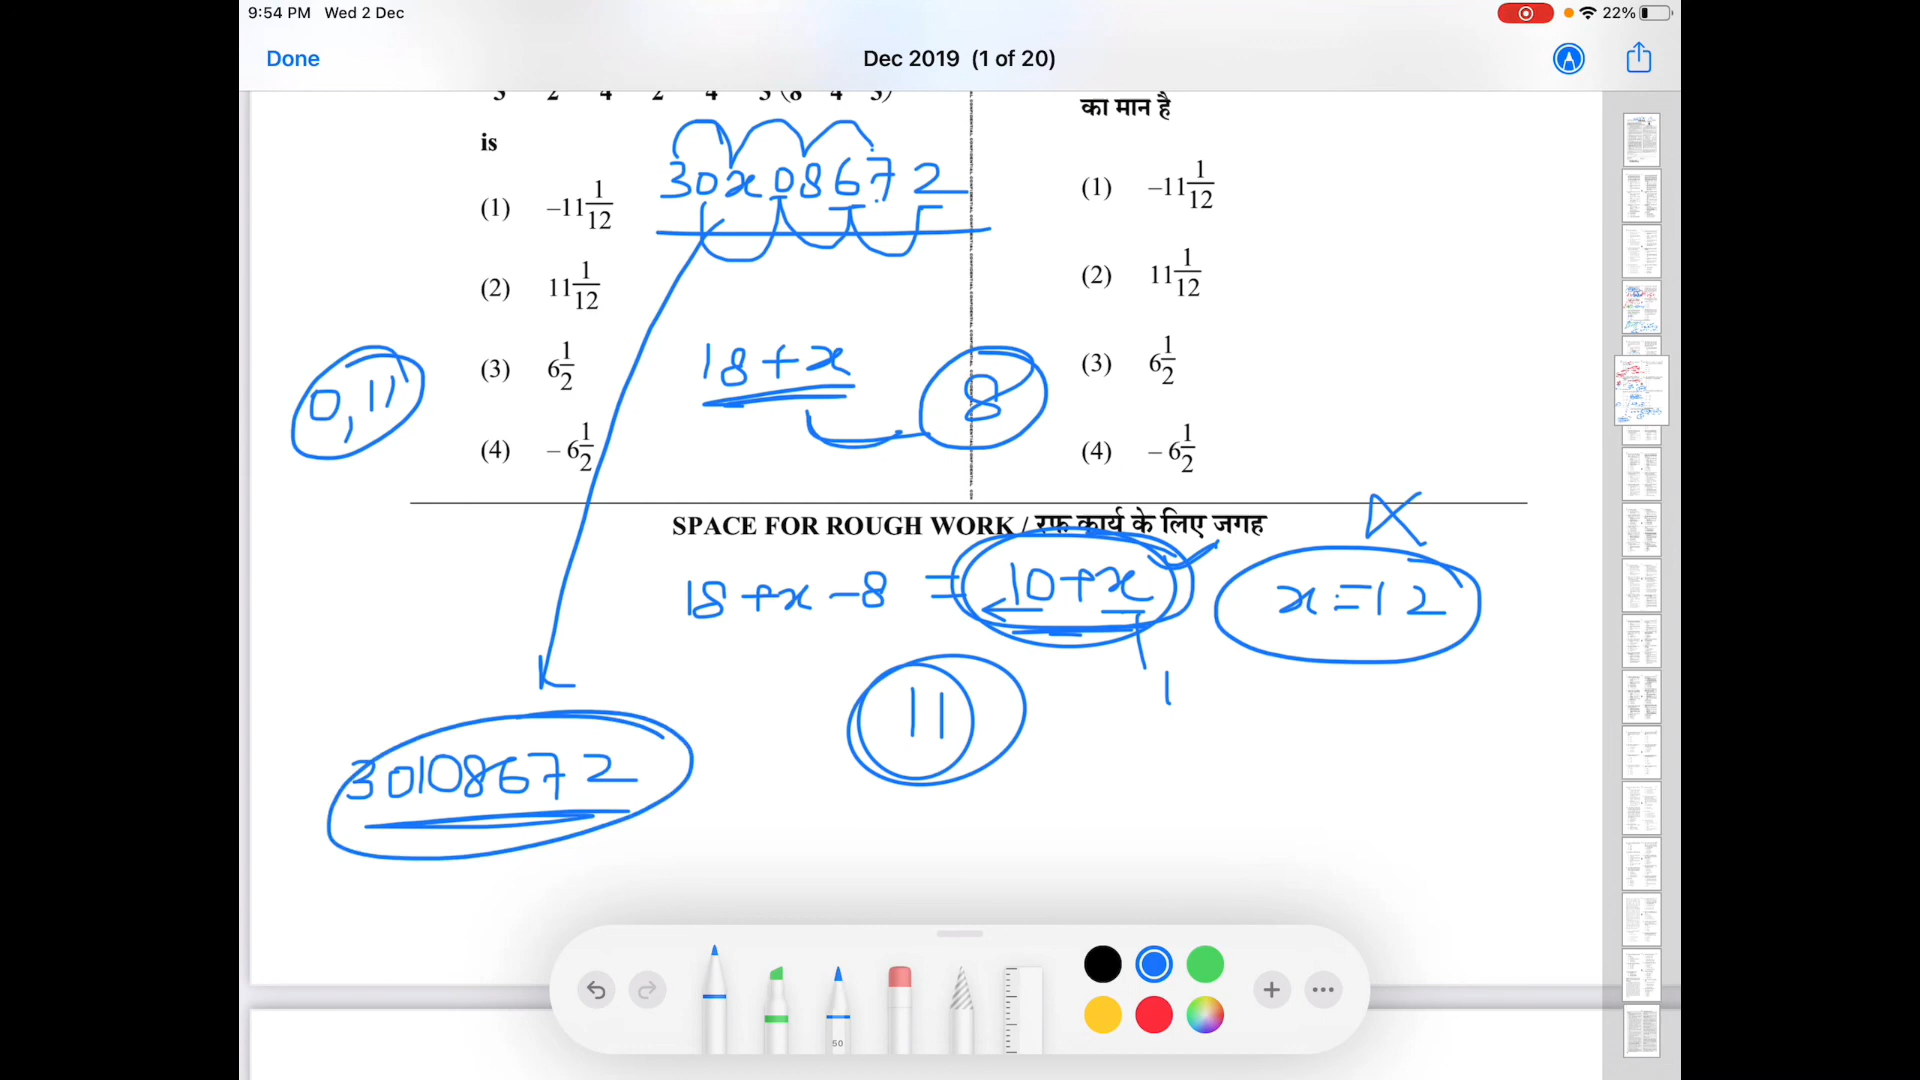 9:54 PM Wed 2 Dec
22%
Done
Dec 2019 (1 of 20)
is
(1) –11 1/12
(2) 11 1/12
(3) 6 1/2
(4) – 6 1/2
का मान है
(1) –11 1/12
(2) 11 1/12
(3) 6 1/2
(4) – 6 1/2
30x08672
18+x
8
0, 11
SPACE FOR ROUGH WORK / रफ कार्य के लिए जगह
18+x-8 = 10+x
x=12
1
11
30108672
50